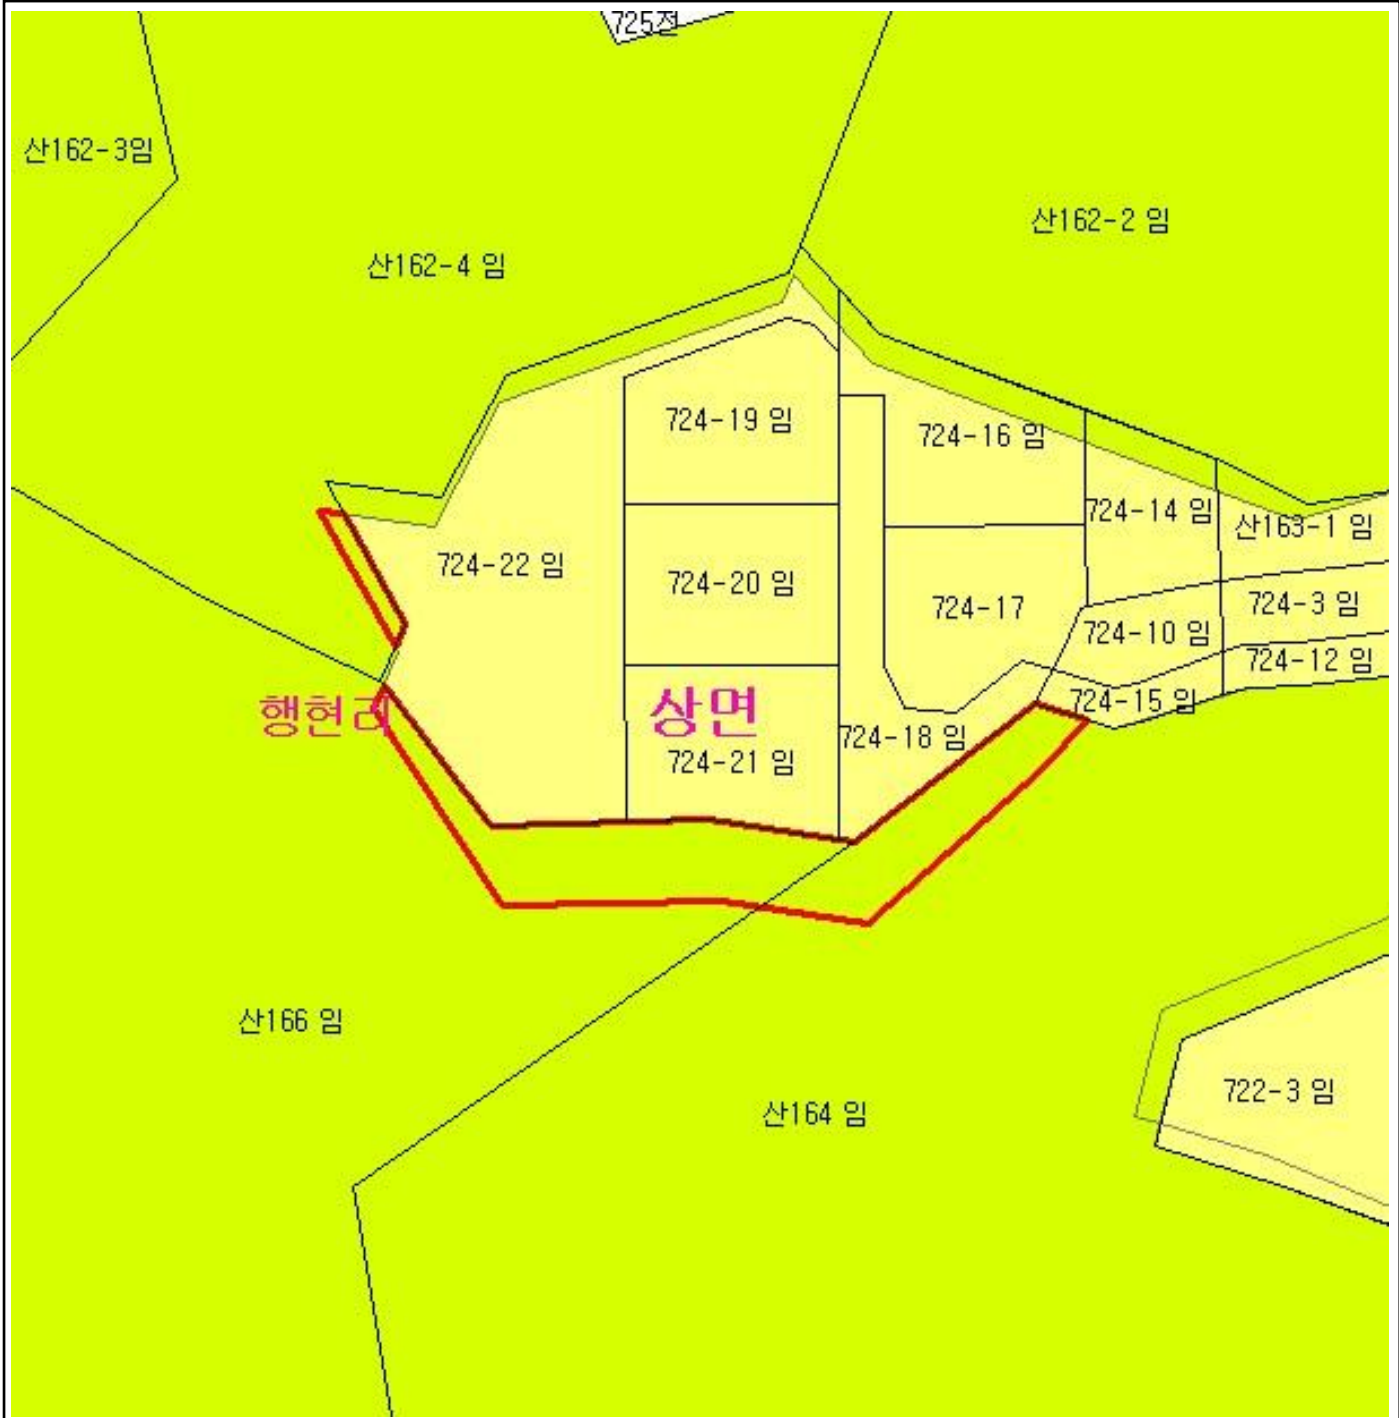 725전
산162-3임
산162-2 임
산162-4 임
724-19 임
724-16 임
724-14 임
산163-1 임
724-22 임
724-20 임
724-17
724-3 임
724-10 임
724-12 임
행현리
상면
724-15 임
724-18 임
724-21 임
산166 임
722-3 임
산164 임